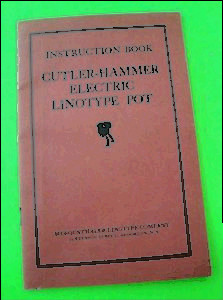 INSTRUCTION BOOK
CUTLER-HAMMER
ELECTRIC
LINOTYPE POT
MERGENTHALER LINOTYPE COMPANY